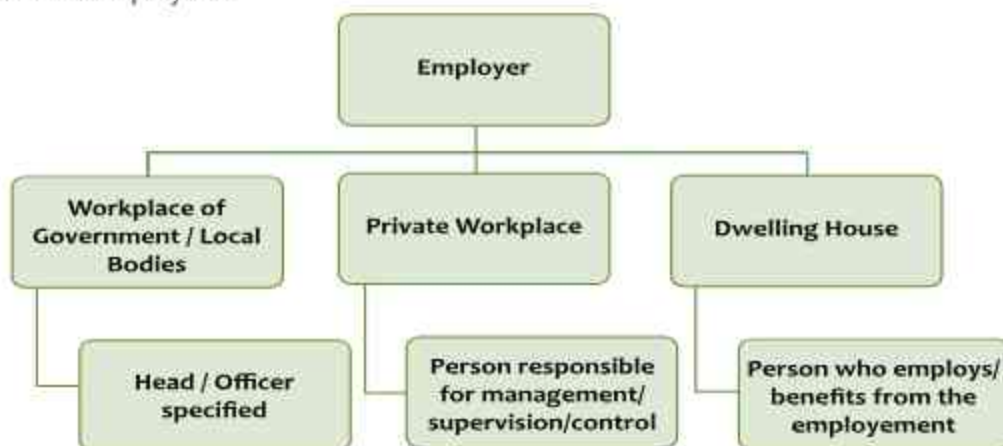 Employer
Workplace of
Government / Local
Bodies
Private Workplace
Dwelling House
Head / Officer
specified
Person responsible
for management/
supervision/control
Person who employs/
benefits from the
employement